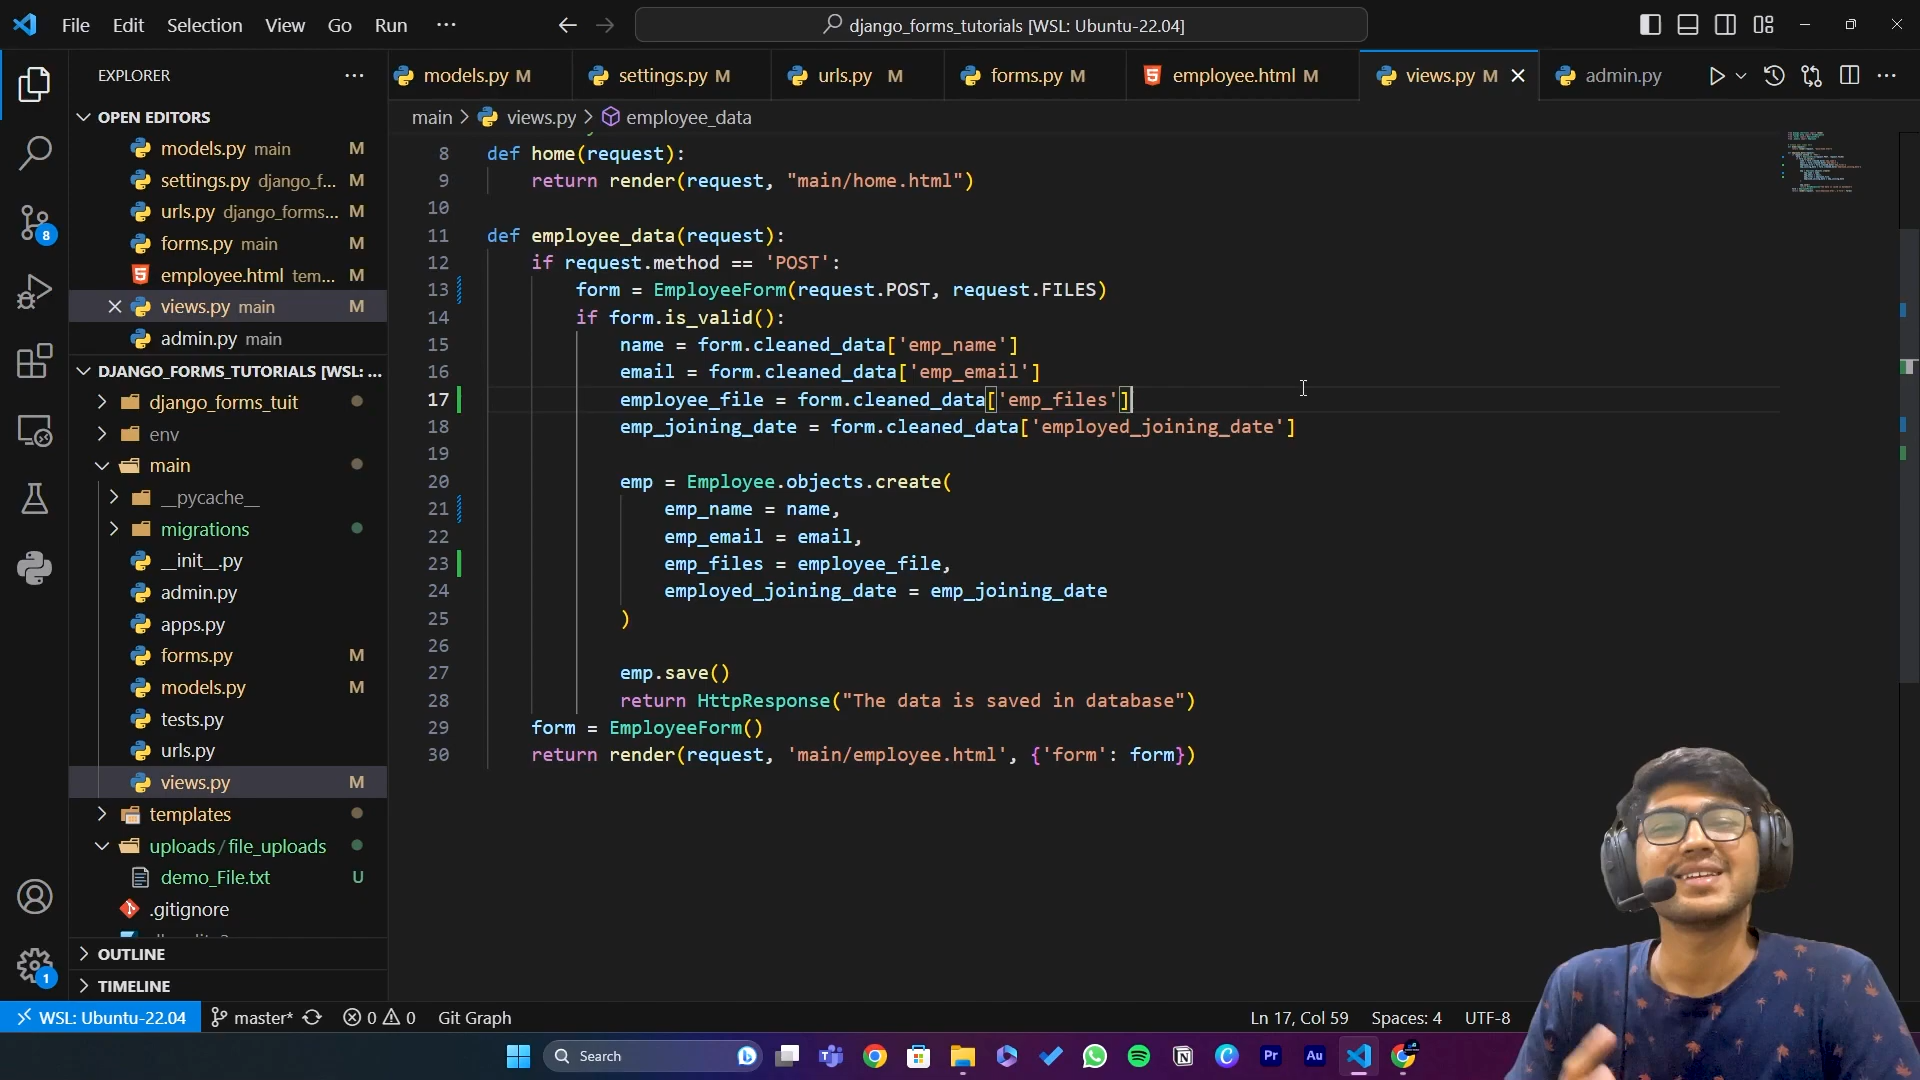 File Edit Selection View Go Run ···
django_forms_tutorials [WSL: Ubuntu-22.04]
EXPLORER
models.py M
settings.py M
urls.py M
forms.py M
employee.html M
views.py M
admin.py
main > views.py > employee_data
OPEN EDITORS
models.py main M
settings.py django_f... M
urls.py django_forms... M
forms.py main M
employee.html tem... M
views.py main M
admin.py main
DJANGO_FORMS_TUTORIALS [WSL: ...
django_forms_tuit
env
main
__pycache__
migrations
__init__.py
admin.py
apps.py
forms.py M
models.py M
tests.py
urls.py
views.py M
templates
uploads/file_uploads
demo_File.txt U
.gitignore
OUTLINE
TIMELINE
8
1
8 def home(request):
9 return render(request, "main/home.html")
10
11 def employee_data(request):
12 if request.method == 'POST':
13 form = EmployeeForm(request.POST, request.FILES)
14 if form.is_valid():
15 name = form.cleaned_data['emp_name']
16 email = form.cleaned_data['emp_email']
17 employee_file = form.cleaned_data['emp_files']
18 emp_joining_date = form.cleaned_data['employed_joining_date']
19
20 emp = Employee.objects.create(
21 emp_name = name,
22 emp_email = email,
23 emp_files = employee_file,
24 employed_joining_date = emp_joining_date
25 )
26
27 emp.save()
28 return HttpResponse("The data is saved in database")
29 form = EmployeeForm()
30 return render(request, 'main/employee.html', {'form': form})
WSL: Ubuntu-22.04 master* 0 0 Git Graph
Ln 17, Col 59 Spaces: 4 UTF-8
Search
Pr
Au